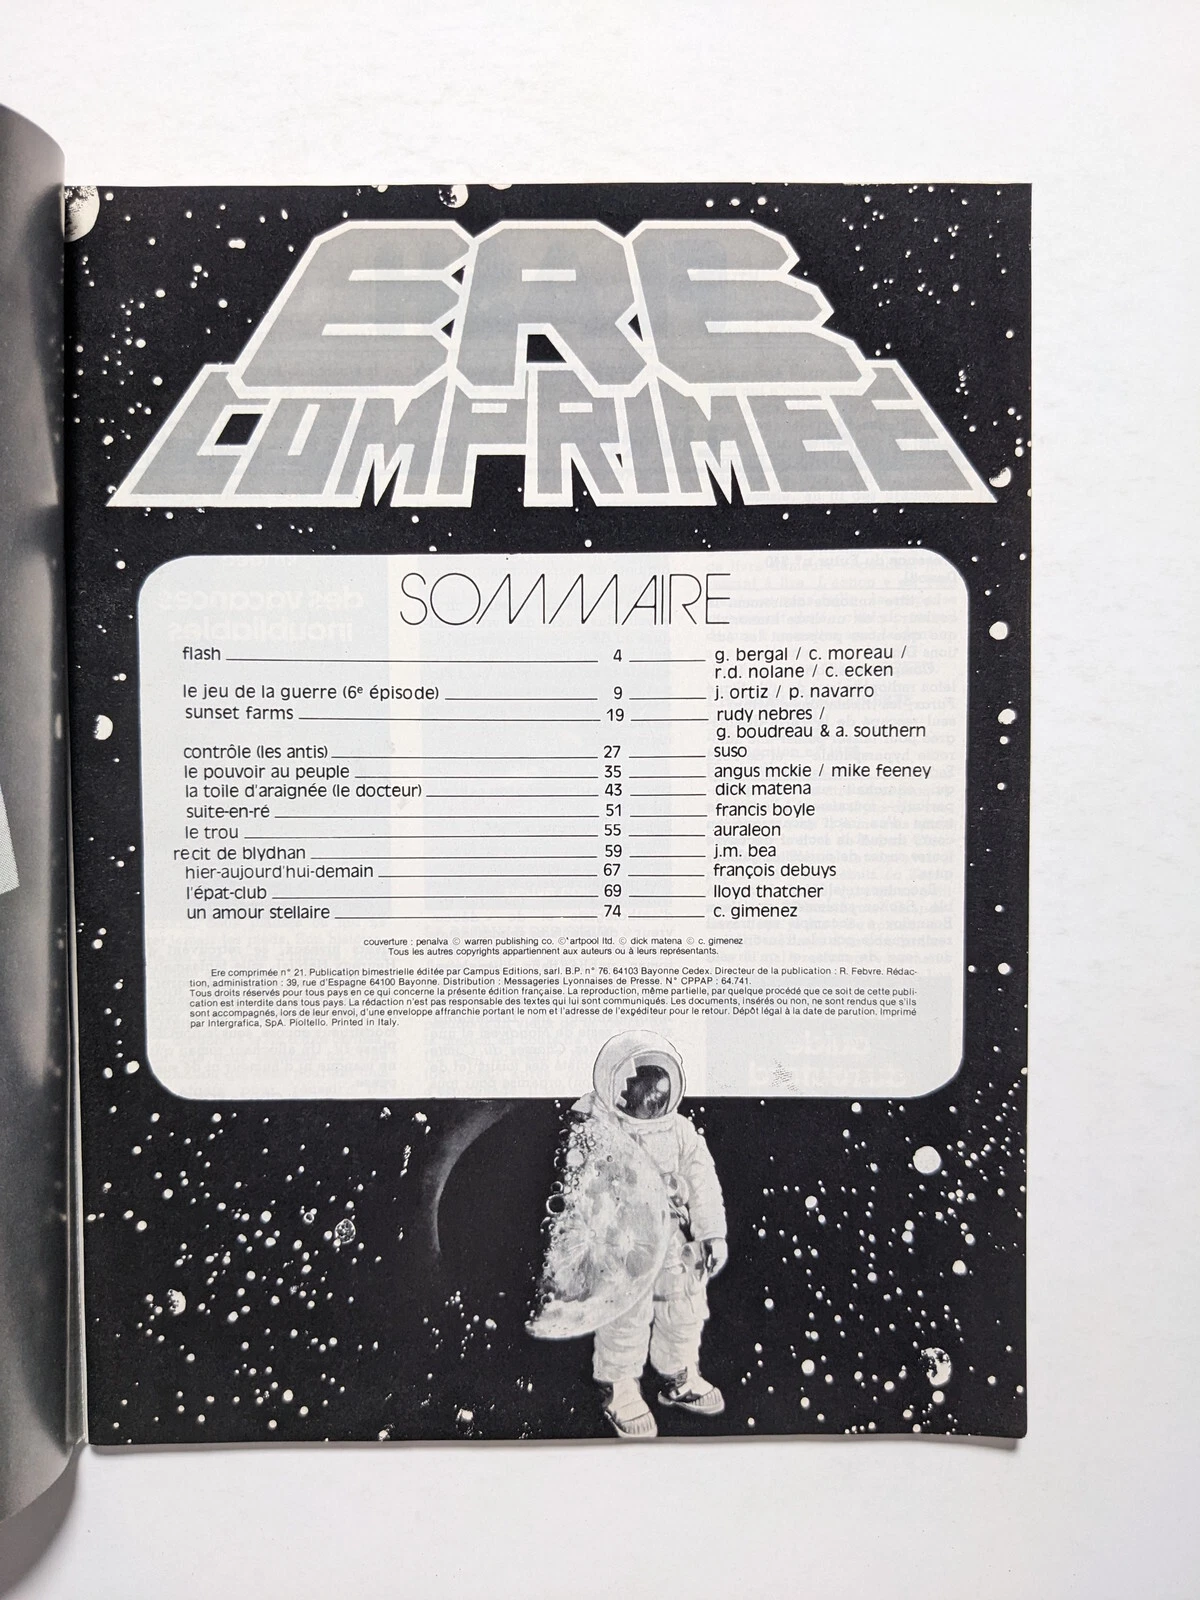 ERE
COMPRIMÉE
SOMMAIRE
flash 4 g. bergal / c. moreau /
r.d. nolane / c. ecken
le jeu de la guerre (6e épisode) 9 j. ortiz / p. navarro
sunset farms 19 rudy nebres /
g. boudreau & a. southern
contrôle (les antis) 27 suso
le pouvoir au peuple 35 angus mckie / mike feeney
la toile d'araignée (le docteur) 43 dick matena
suite-en-ré 51 francis boyle
le trou 55 auraleon
recit de blydhan 59 j.m. bea
hier-aujourd'hui-demain 67 françois debuys
l'épat-club 69 lloyd thatcher
un amour stellaire 74 c. gimenez
couverture : penalva © warren publishing co. © artpool ltd. © dick matena © c. gimenez
Tous les autres copyrights appartiennent aux auteurs ou à leurs représentants.
Ere comprimée n° 21. Publication bimestrielle éditée par Campus Editions, sarl. B.P. n° 76. 64103 Bayonne Cedex. Directeur de la publication : R. Febvre. Rédac-
tion, administration : 39, rue d'Espagne 64100 Bayonne. Distribution : Messageries Lyonnaises de Presse. N° CPPAP : 64.741.
Tous droits réservés pour tous pays en ce qui concerne la présente édition française. La reproduction, même partielle, par quelque procédé que ce soit de cette publi-
cation est interdite dans tous pays. La rédaction n'est pas responsable des textes qui lui sont communiqués. Les documents, insérés ou non, ne sont rendus que s'ils
sont accompagnés, lors de leur envoi, d'une enveloppe affranchie portant le nom et l'adresse de l'expéditeur pour le retour. Dépôt légal à la date de parution. Imprimé
par Intergrafica, SpA. Pioltello. Printed in Italy.